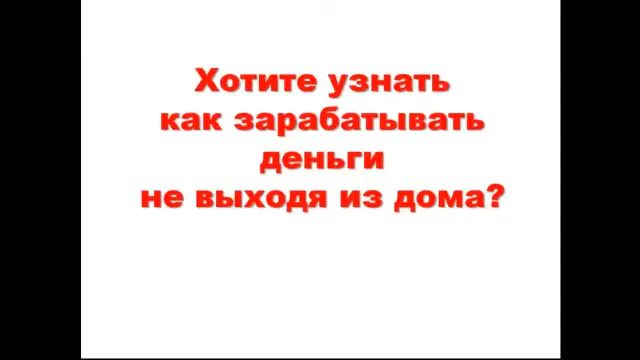 Хотите узнать
как зарабатывать
деньги
не выходя из дома?